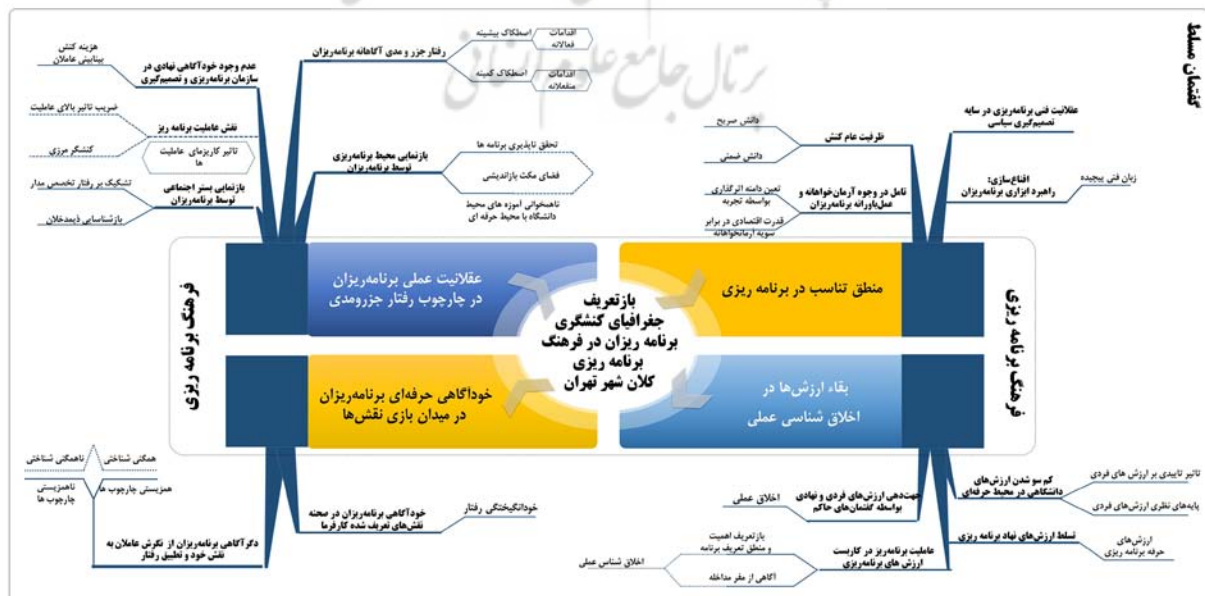 گفتمان مسلط
پرتال جامع علوم انسانی
عقلانیت فنی برنامه‌ریزی در سایه
تصمیم‌گیری سیاسی
اقناع‌سازی:
راهبرد ابزاری برنامه‌ریزان
زبان فنی پیچیده
ظرفیت عام کنش
دانش صریح
دانش ضمنی
تامل در وجوه آرمان‌خواهانه و
عمل‌باورانه برنامه‌ریزان
تعین دامنه اثرگذاری
بواسطه تجربه
قدرت اقتصادی در برابر
سویه آرمانخواهانه
رفتار جزر و مدی آگاهانه برنامه‌ریزان
اصطکاک بیشینه
اقدامات
فعالانه
اصطکاک کمینه
اقدامات
منفعلانه
بازنمایی محیط برنامه‌ریزی
توسط برنامه‌ریزان
تحقق ناپذیری برنامه ها
فضای مکث بازاندیشی
ناهمخوانی آموزه های محیط
دانشگاه با محیط حرفه ای
عدم وجود خودآگاهی نهادی در
سازمان برنامه‌ریزی و تصمیم‌گیری
هزینه کنش
بینابینی عاملان
نقش عاملیت برنامه ریز
ضریب تاثیر بالای عاملیت
کنشگر مرزی
تاثیر کاریزمای عاملیت
ها
بازنمایی بستر اجتماعی
توسط برنامه‌ریزان
تشکیک بر رفتار تخصص مدار
بازشناسایی ذیمدخلان
فرهنگ برنامه ریزی
منطق تناسب در برنامه ریزی
عقلانیت عملی برنامه‌ریزان
در چارچوب رفتار جزرومدی
فرهنگ برنامه ریزی
بازتعریف
جغرافیای کنشگری
برنامه ریزان در فرهنگ
برنامه ریزی
کلان شهر تهران
بقاء ارزش‌ها در
اخلاق شناسی عملی
خودآگاهی حرفه‌ای برنامه‌ریزان
در میدان بازی نقش‌ها
کم سو شدن ارزش‌های
دانشگاهی در محیط حرفه‌ای
تاثیر تاییدی بر ارزش های فردی
پایه‌های نظری ارزش‌های فردی
تسلط ارزش‌های نهاد برنامه ریزی
ارزش‌های
حرفه برنامه ریزی
جهت‌دهی ارزش‌های فردی و نهادی
بواسطه گفتمان‌های حاکم
اخلاق عملی
عاملیت برنامه‌ریز در کاربست
ارزش های برنامه‌ریزی
بازتعریف اهمیت
و منطق تعریف برنامه
آگاهی از مفر مداخله
اخلاق شناس عملی
خودآگاهی برنامه‌ریزان در صحنه
نقش‌های تعریف شده کارفرما
خودانگیختگی رفتار
دگرآگاهی برنامه‌ریزان از نگرش عاملان به
نقش خود و تطبیق رفتار
همزیستی چارچوب ها
همگنی شناختی
ناهمزیستی
چارچوب ها
ناهمگنی شناختی